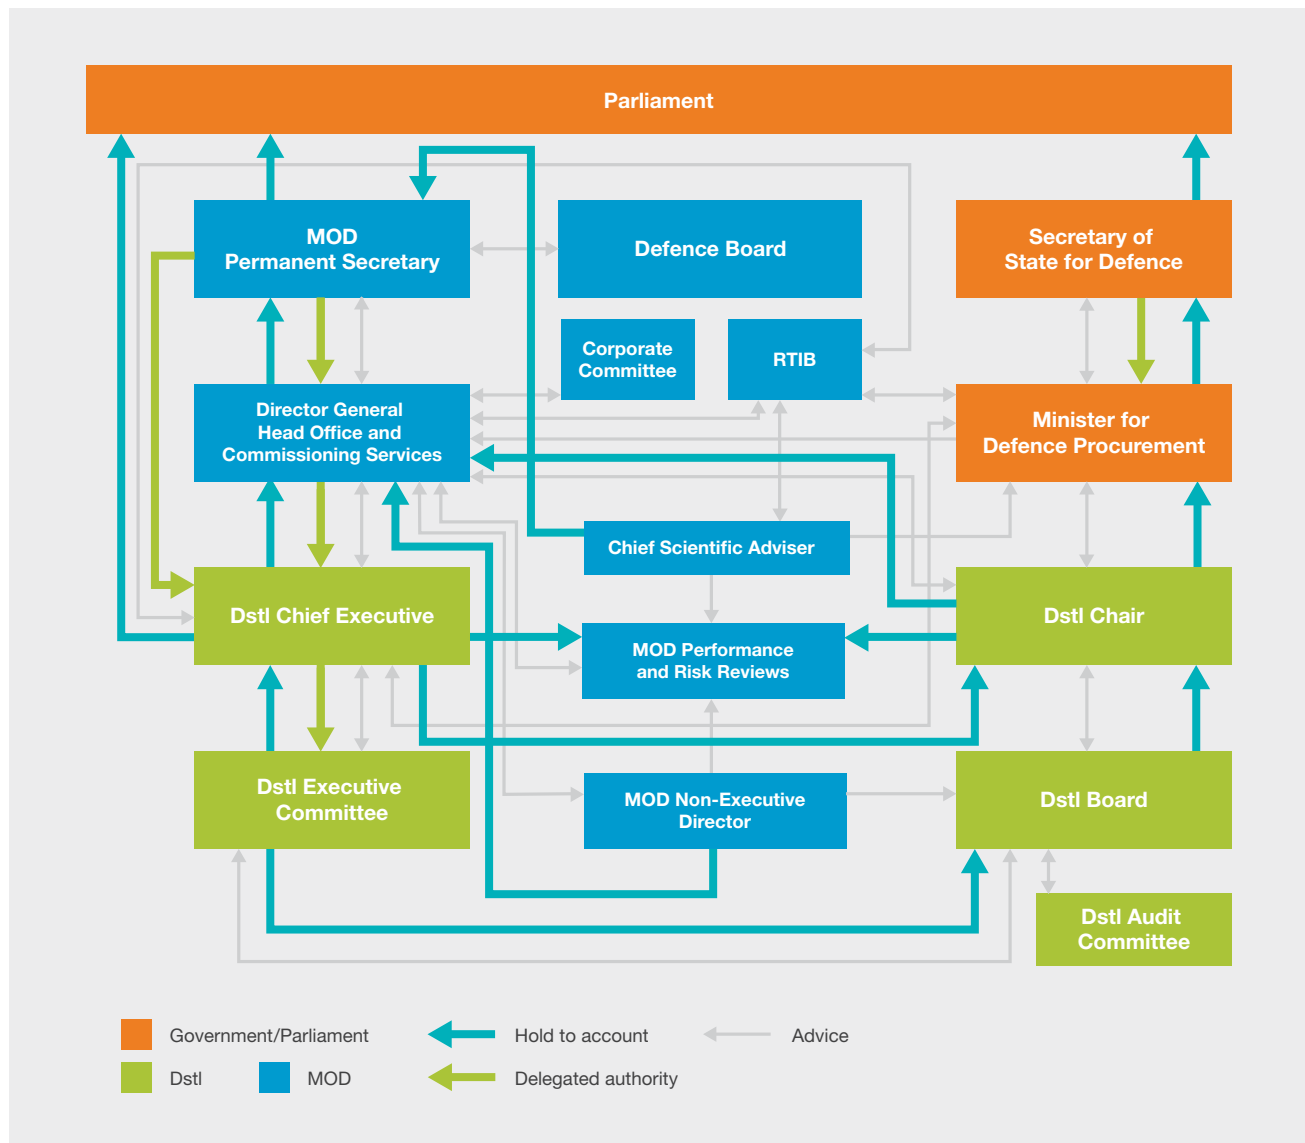 Parliament
MOD
Permanent Secretary
Defence Board
Secretary of
State for Defence
Corporate
Committee
RTIB
Director General
Head Office and
Commissioning Services
Minister for
Defence Procurement
Chief Scientific Adviser
Dstl Chief Executive
Dstl Chair
MOD Performance
and Risk Reviews
Dstl Executive
Committee
MOD Non-Executive
Director
Dstl Board
Dstl Audit
Committee
Government/Parliament
Hold to account
Advice
Dstl
MOD
Delegated authority